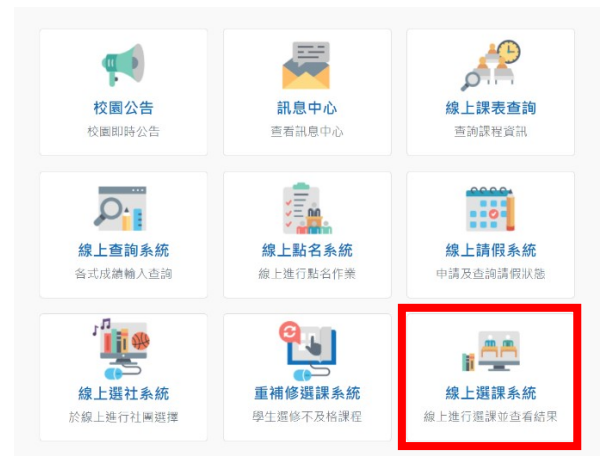 校園公告
校園即時公告
訊息中心
查看訊息中心
線上課表查詢
查詢課程資訊
線上查詢系統
各式成績輸入查詢
線上點名系統
線上進行點名作業
線上請假系統
申請及查詢請假狀態
線上選社系統
於線上進行社團選擇
重補修選課系統
學生選修不及格課程
線上選課系統
線上進行選課並查看結果